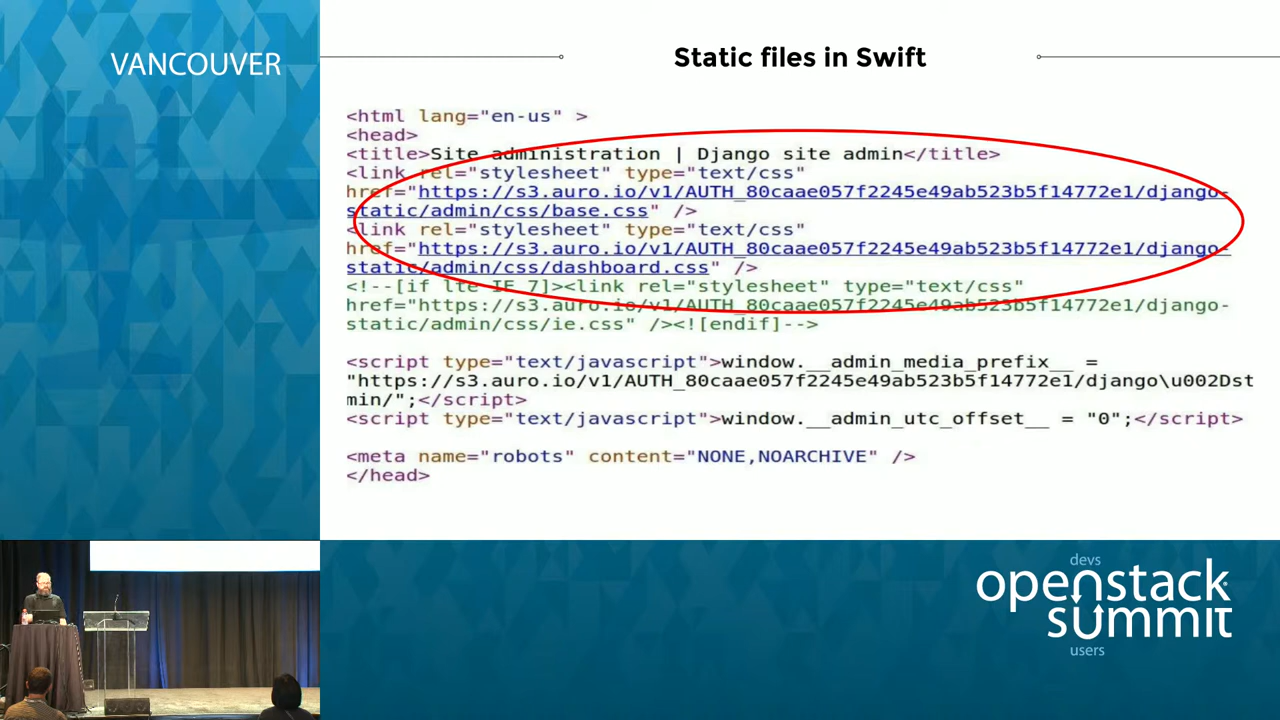 VANCOUVER
Static files in Swift
<html lang="en-us" >
<head>
<title>Site administration | Django site admin</title>
<link rel="stylesheet" type="text/css"
href="https://s3.auro.io/v1/AUTH_80caae057f2245e49ab523b5f14772e1/django-
static/admin/css/base.css" />
<link rel="stylesheet" type="text/css"
href="https://s3.auro.io/v1/AUTH_80caae057f2245e49ab523b5f14772e1/django-
static/admin/css/dashboard.css" />
<!--[if lte IE 7]><link rel="stylesheet" type="text/css"
href="https://s3.auro.io/v1/AUTH_80caae057f2245e49ab523b5f14772e1/django-
static/admin/css/ie.css" /><![endif]-->
<script type="text/javascript">window.__admin_media_prefix__ =
"https://s3.auro.io/v1/AUTH_80caae057f2245e49ab523b5f14772e1/django\u002Dst
min/";</script>
<script type="text/javascript">window.__admin_utc_offset__ = "0";</script>
<meta name="robots" content="NONE,NOARCHIVE" />
</head>
devs
openstack
summit
users